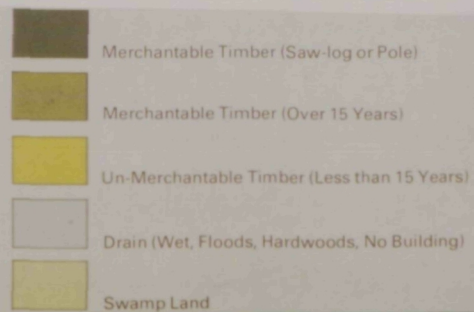 Merchantable Timber (Saw-log or Pole)
Merchantable Timber (Over 15 Years)
Un-Merchantable Timber (Less than 15 Years)
Drain (Wet, Floods, Hardwoods, No Building)
Swamp Land